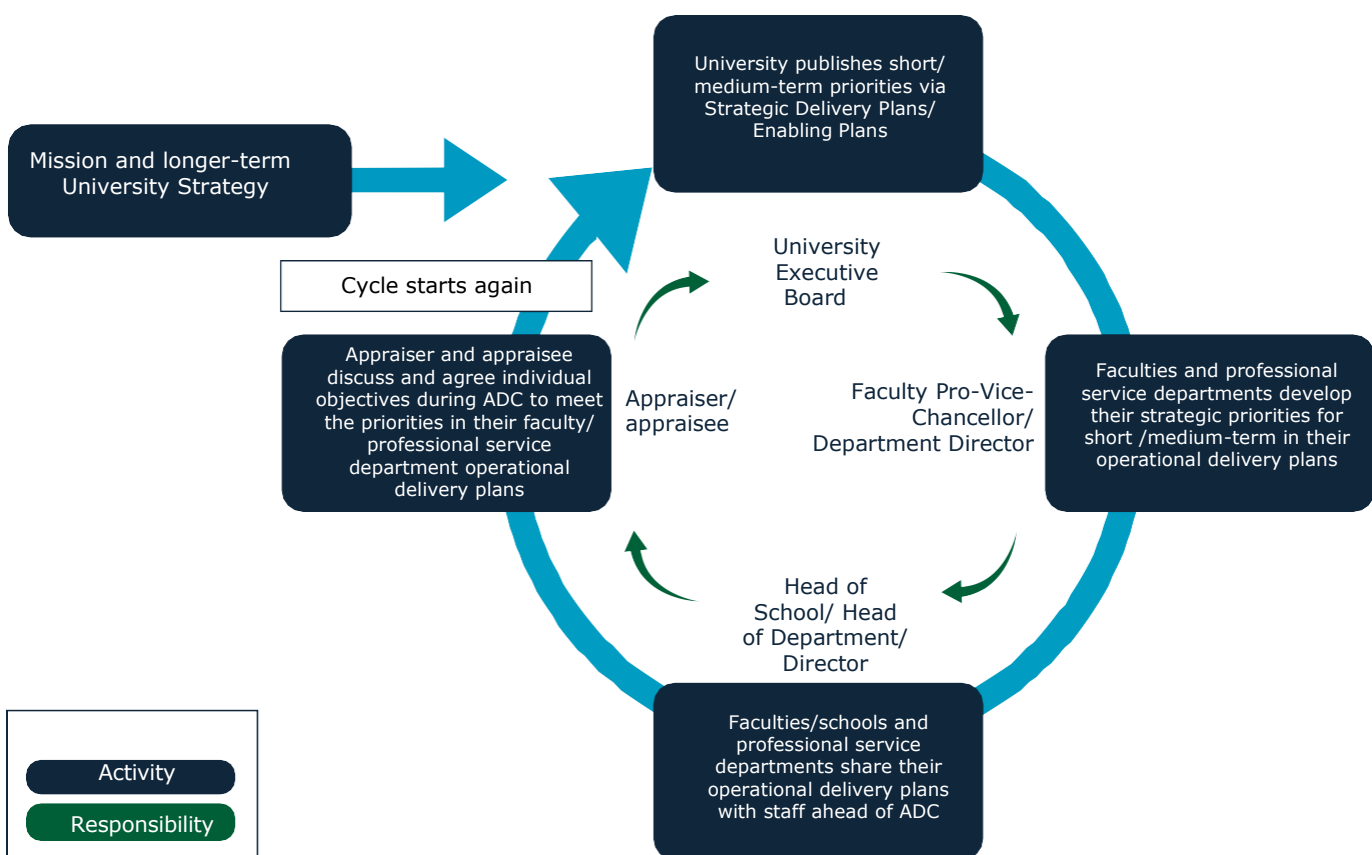 University publishes short/
medium-term priorities via
Strategic Delivery Plans/
Enabling Plans
Mission and longer-term
University Strategy
University
Executive
Board
Cycle starts again
Appraiser and appraisee
discuss and agree individual
objectives during ADC to meet
the priorities in their faculty/
professional service
department operational
delivery plans
Appraiser/
appraisee
Faculty Pro-Vice-
Chancellor/
Department Director
Faculties and professional
service departments develop
their strategic priorities for
short /medium-term in their
operational delivery plans
Head of
School/ Head
of Department/
Director
Faculties/schools and
professional service
departments share their
operational delivery plans
with staff ahead of ADC
Activity
Responsibility